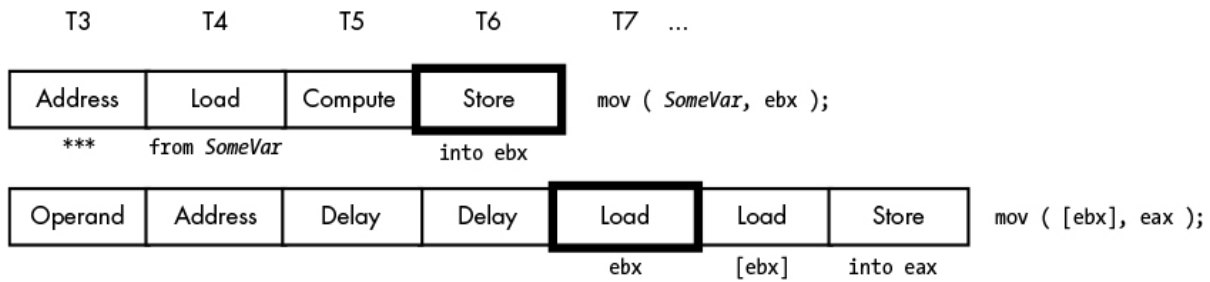 T3 T4 T5 T6 T7 ...
Address Load Compute Store mov ( SomeVar, ebx );
*** from SomeVar into ebx
Operand Address Delay Delay Load Load Store mov ( [ebx], eax );
ebx [ebx] into eax